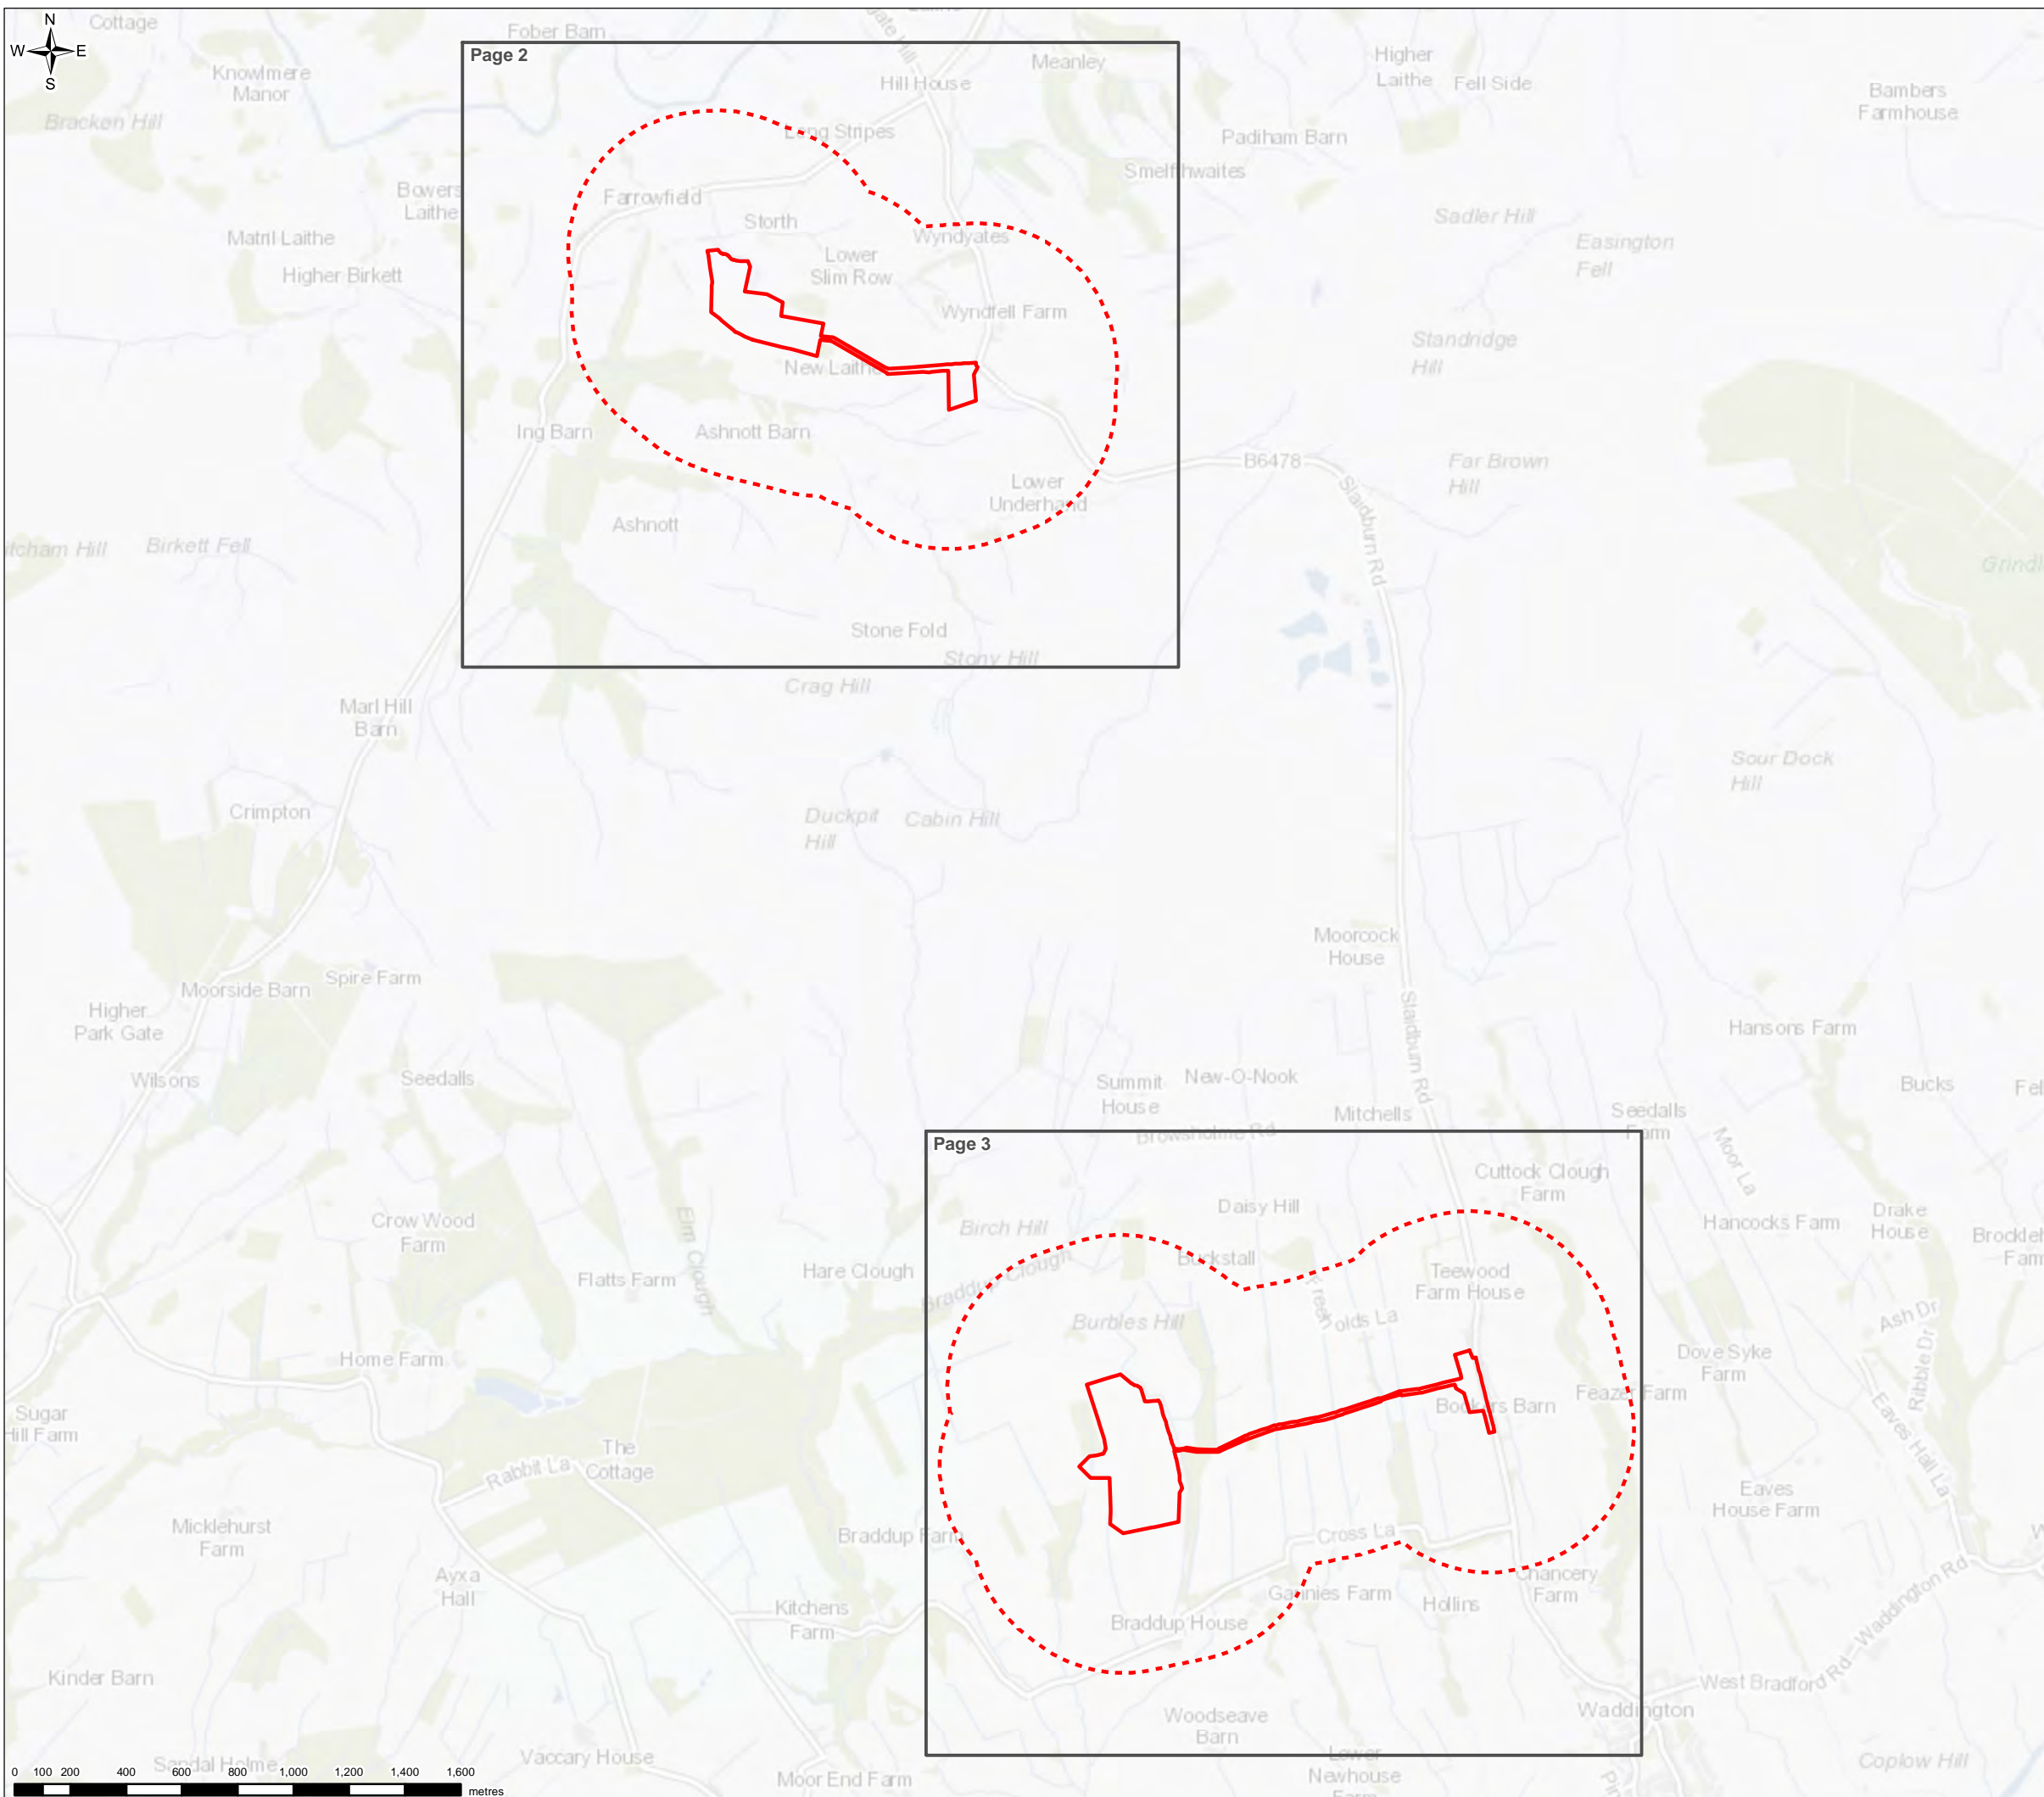 N
W
E
S
Cottage
Fober Barn
Page 2
Hill House
Meanley
Higher
Laithe
Fell Side
Bambers
Farmhouse
Knowlmere
Manor
Bracken Hill
Long Stripes
Padiham Barn
Smelfthwaites
Bowers
Laithe
Farrowfield
Storth
Wyndyates
Sadler Hill
Easington
Fell
Matril Laithe
Higher Birkett
Lower
Slim Row
Wyndfell Farm
Standridge
Hill
New Laithe
Ing Barn
Ashnott Barn
B6478
Slaidburn Rd
Far Brown
Hill
Lower
Underhand
Ashnott
Birkett Fell
Stone Fold
Stony Hill
Crag Hill
Marl Hill
Barn
Sour Dock
Hill
Crimpton
Duckpit
Hill
Cabin Hill
Moorcock
House
Spire Farm
Moorside Barn
Higher
Park Gate
Slaidburn Rd
Hansons Farm
Wilsons
Seedalls
Summit
House
New-O-Nook
Mitchells
Seedalls
Farm
Bucks
Browsholme Rd
Page 3
Moor La
Cuttock Clough
Farm
Daisy Hill
Crow Wood
Farm
Elm Clough
Birch Hill
Hancocks Farm
Drake
House
Flatts Farm
Hare Clough
Braddup Clough
Buckstall
Teewood
Farm House
Burbles Hill
Ash Dr
Ribble Dr
Home Farm
Dove Syke
Farm
Feazer Farm
Bookers Barn
Sugar
Hill Farm
The
Cottage
Rabbit La
Eaves Hall La
Eaves
House Farm
Micklehurst
Farm
Braddup Farm
Cross La
Ayxa
Hall
Kitchens
Farm
Gannies Farm
Hollins
Chancery
Farm
Braddup House
Waddington Rd
Kinder Barn
West Bradford Rd
Woodseave
Barn
Waddington
Sandal Holme
Vaccary House
Moor End Farm
Lower
Newhouse
Farm
Coplow Hill
0 100 200 400 600 800 1,000 1,200 1,400 1,600
metres